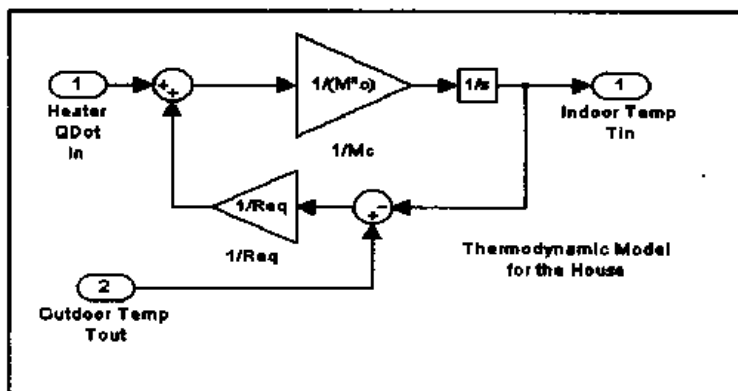 1
Heater
QDot
In
+
+
1/(M*c)
1/Mc
1/s
1
Indoor Temp
Tin
1/Req
1/Req
-
+
2
Outdoor Temp
Tout
Thermodynamic Model
for the House